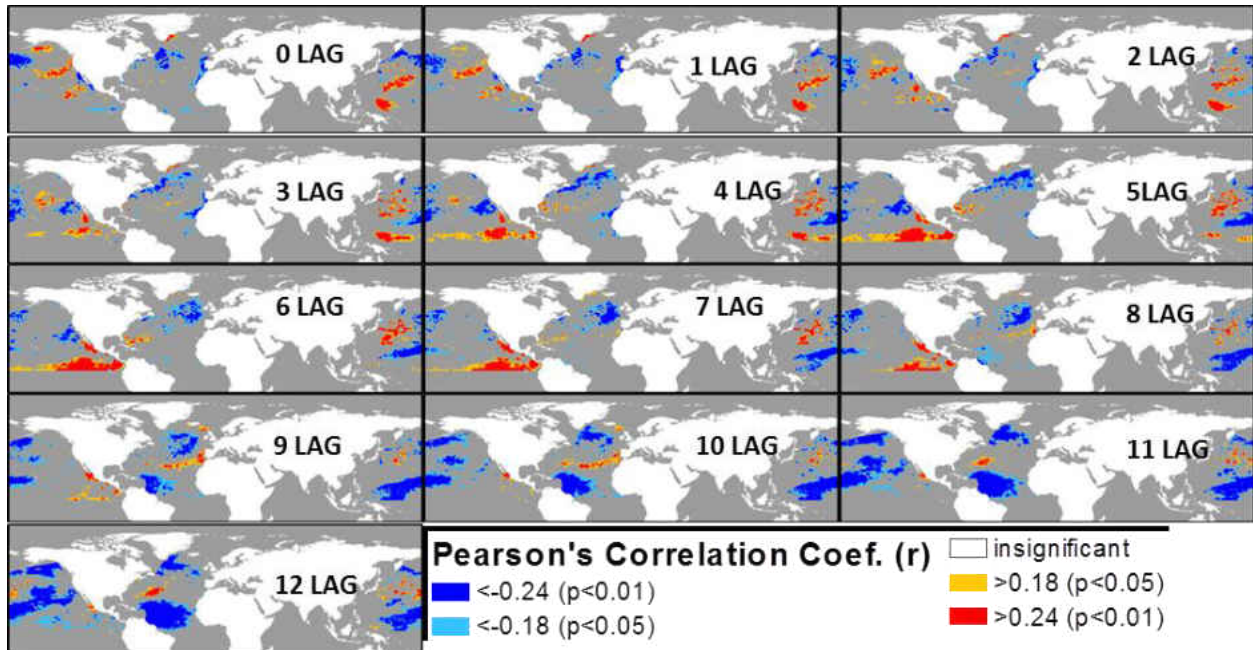 0 LAG
1 LAG
2 LAG
3 LAG
4 LAG
5LAG
6 LAG
7 LAG
8 LAG
9 LAG
10 LAG
11 LAG
12 LAG
Pearson's Correlation Coef. (r)
<-0.24 (p<0.01)
<-0.18 (p<0.05)
insignificant
>0.18 (p<0.05)
>0.24 (p<0.01)